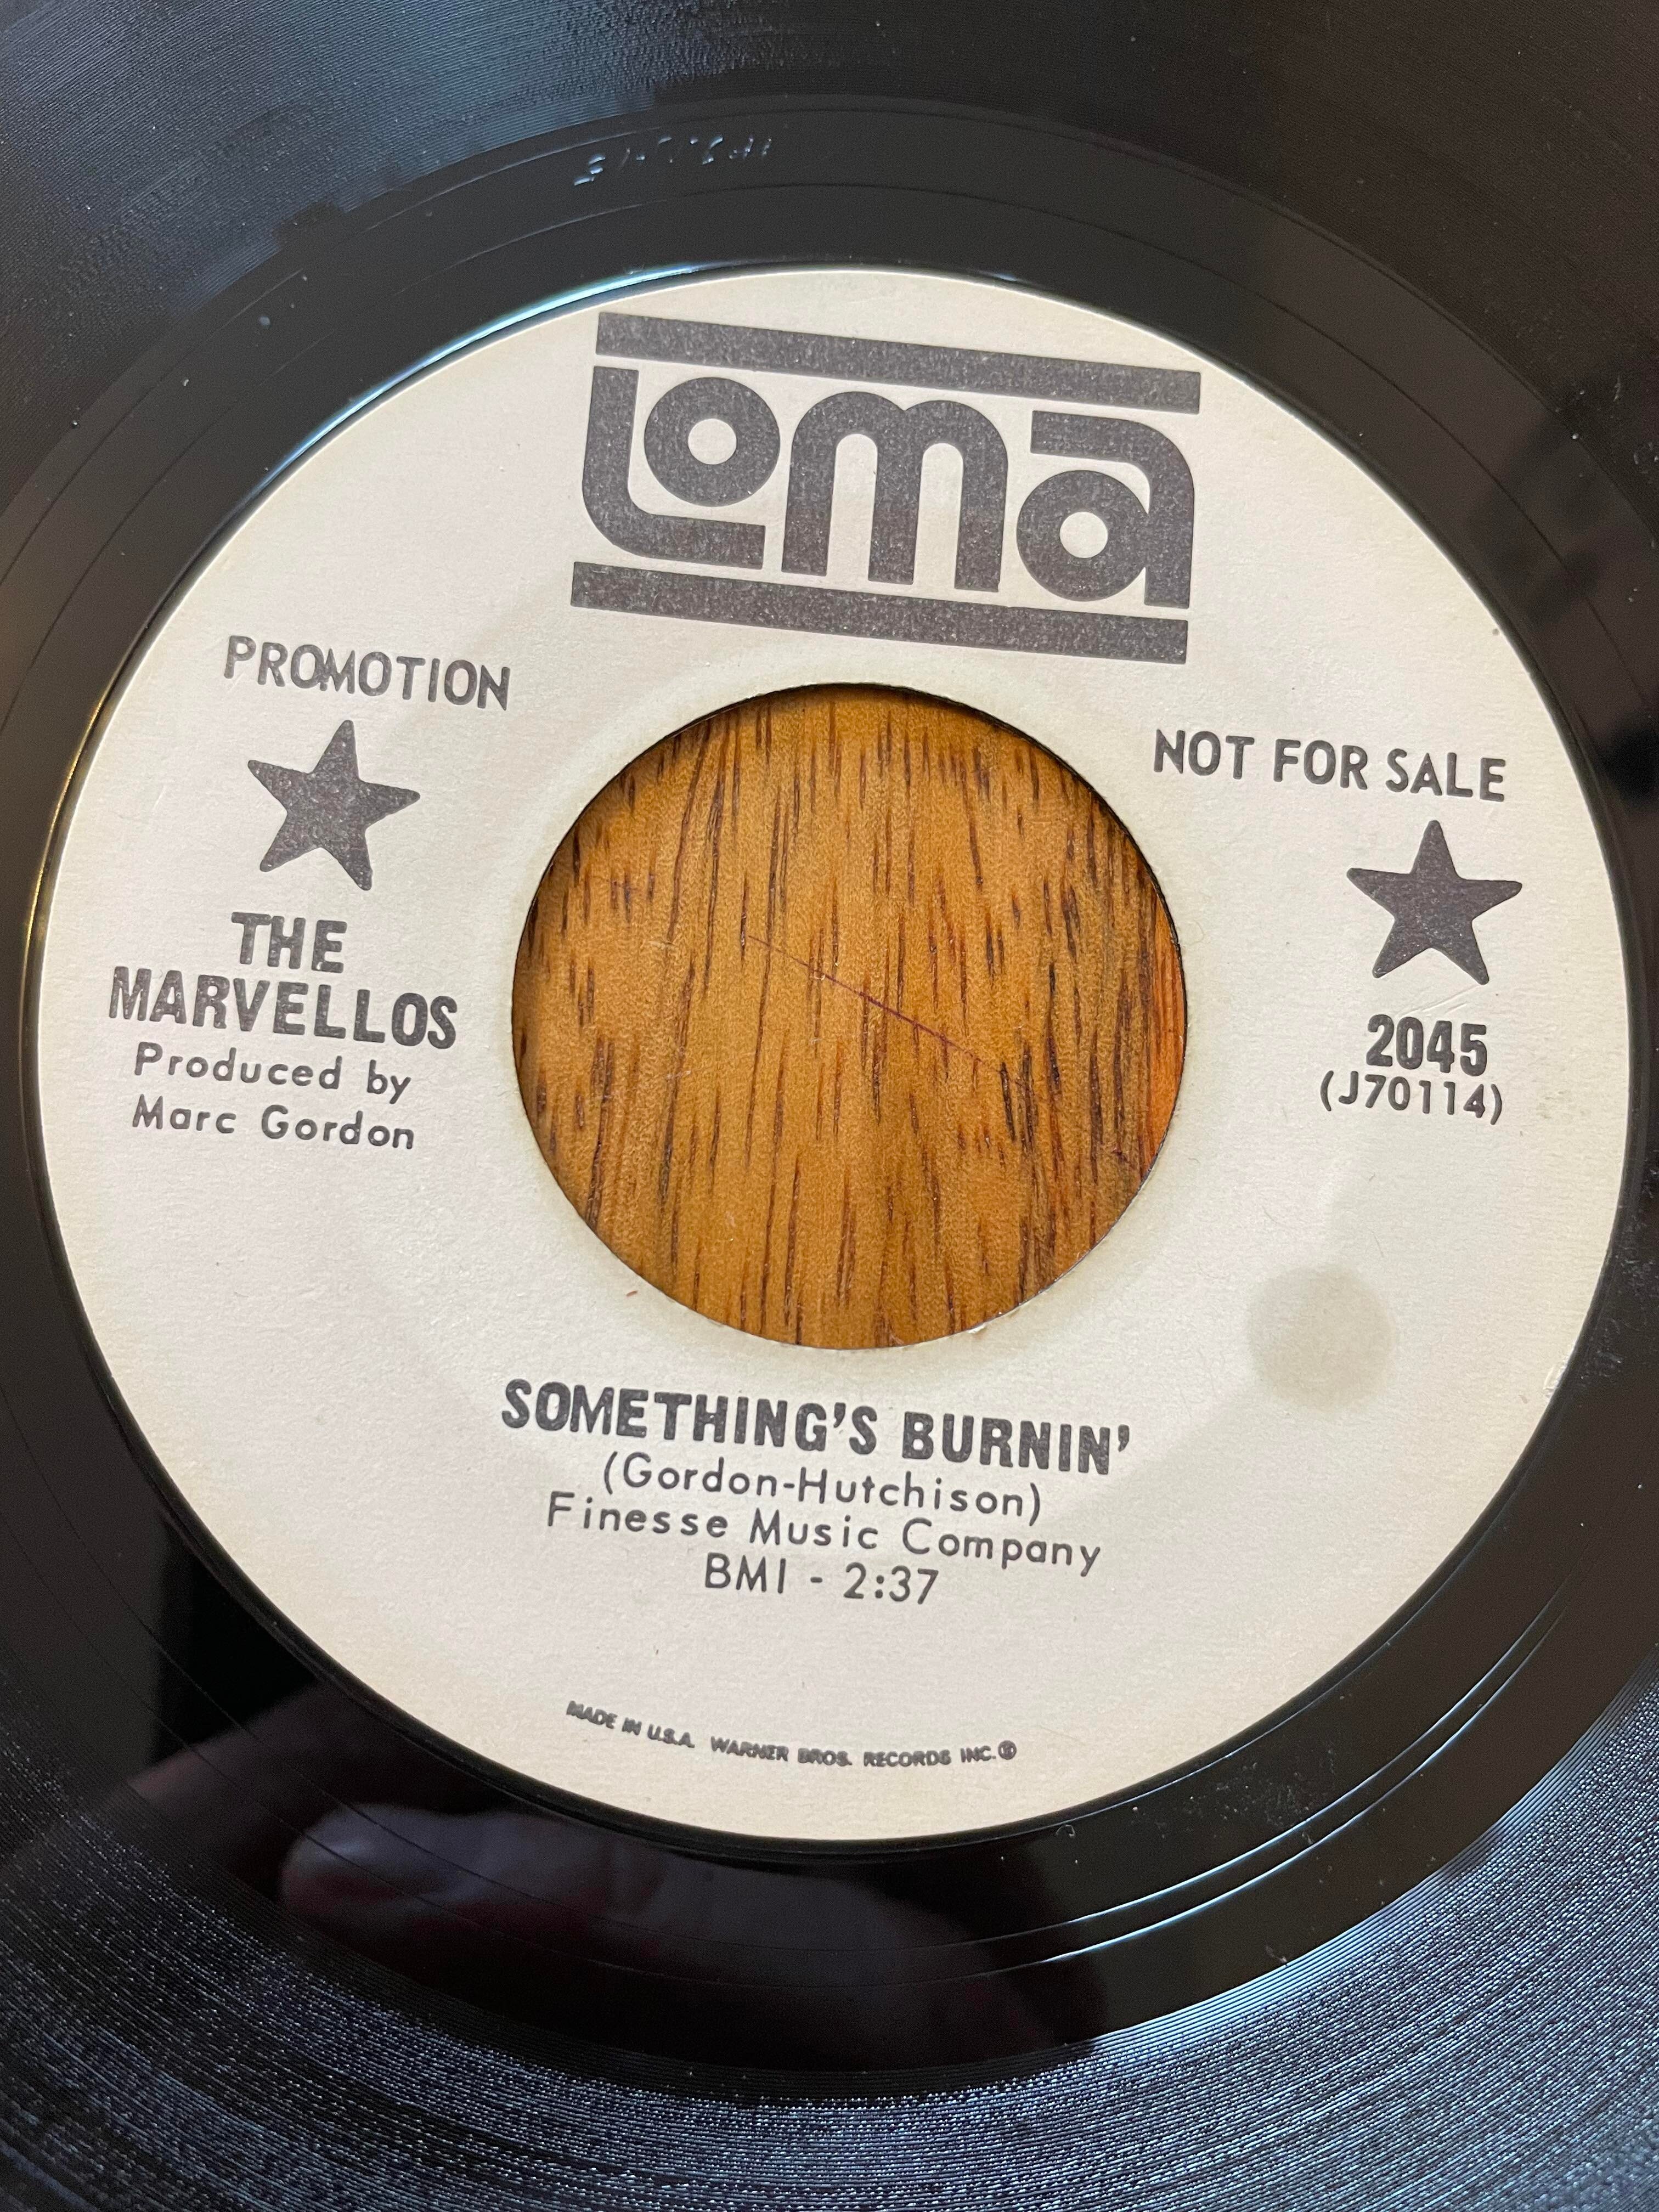 LOMA
PROMOTION
NOT FOR SALE
THE
MARVELLOS
Produced by
Marc Gordon
2045
(J70114)
SOMETHING'S BURNIN'
(Gordon-Hutchison)
Finesse Music Company
BMI - 2:37
MADE IN U.S.A. WARNER BROS. RECORDS INC.®